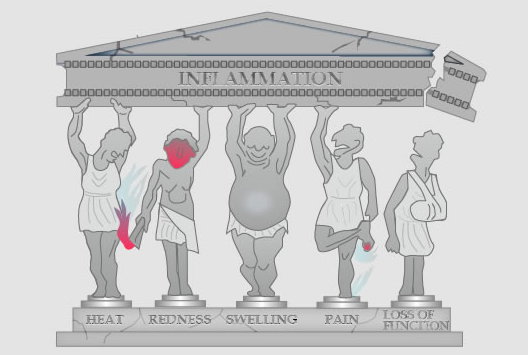 INFLAMMATION
HEAT
REDNESS
SWELLING
PAIN
LOSS OF
FUNCTION